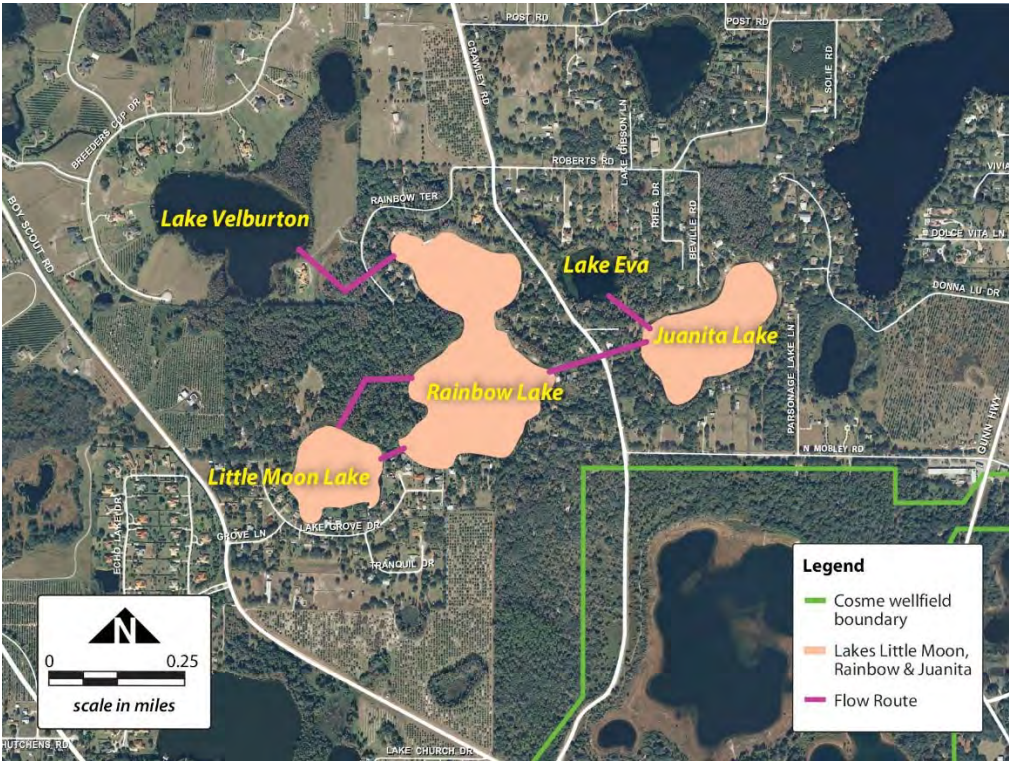 POST RD
POST RD
CRAWLEY RD
SOLIE RD
BREEDERS CUP DR
LAKE GIBSON LN
ROBERTS RD
VIVIA
RAINBOW TER
RHEA DR
BEVILLE RD
BOY SCOUT RD
Lake Velburton
DOLCE VITA LN
Lake Eva
DONNA LU DR
Juanita Lake
PARSONAGE LAKE LN
Rainbow Lake
GUNN HWY
N MOBLEY RD
Little Moon Lake
ECHO LAKE DR
GROVE LN
LAKE GROVE DR
TRANQUIL DR
Legend
Cosme wellfield
boundary
Lakes Little Moon,
Rainbow & Juanita
Flow Route
N
0 0.25
scale in miles
HUTCHENS RD
LAKE CHURCH DR